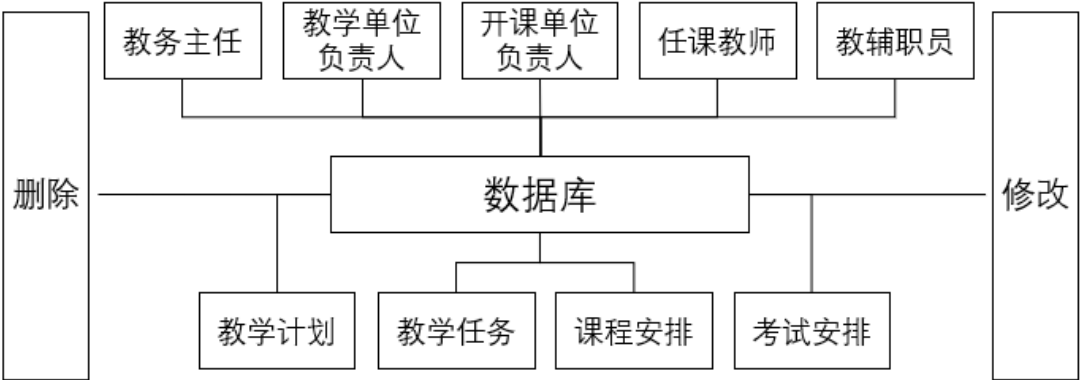 教务主任
教学单位
负责人
开课单位
负责人
任课教师
教辅职员
删除
数据库
修改
教学计划
教学任务
课程安排
考试安排